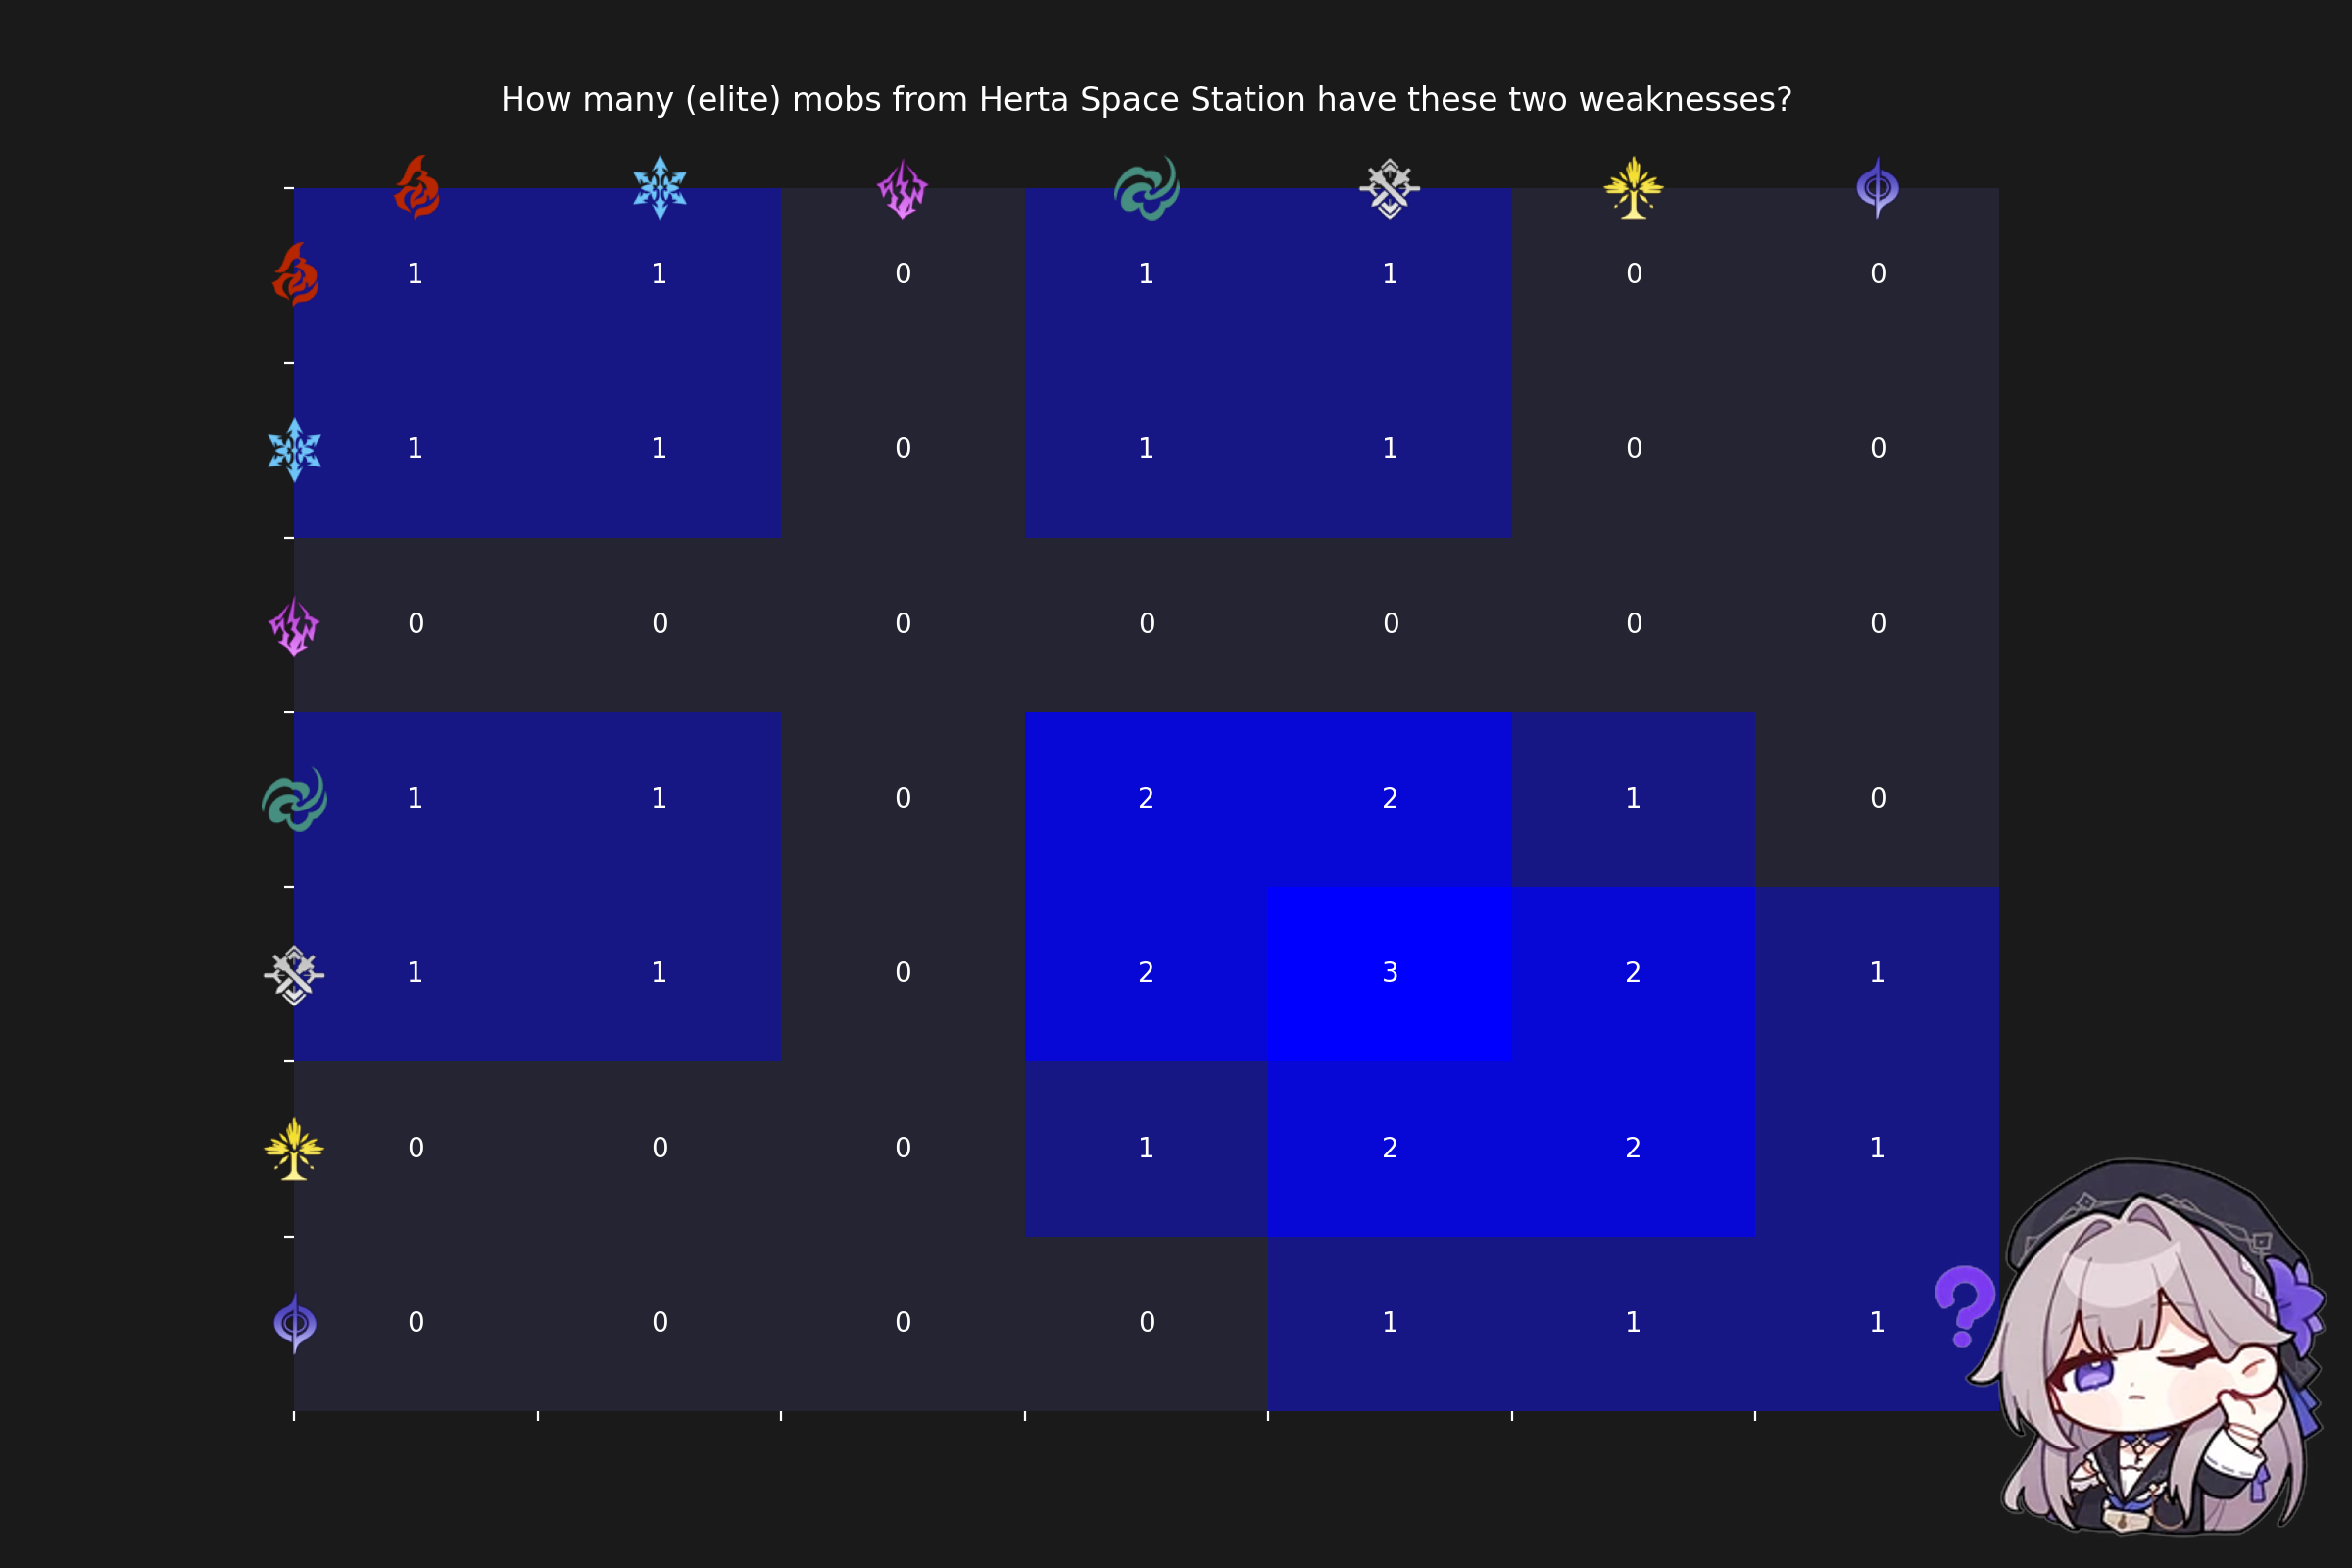 How many (elite) mobs from Herta Space Station have these two weaknesses?
1 1 0 1 1 0 0
1 1 0 1 1 0 0
0 0 0 0 0 0 0
1 1 0 2 2 1 0
1 1 0 2 3 2 1
0 0 0 1 2 2 1
0 0 0 0 1 1 1
?